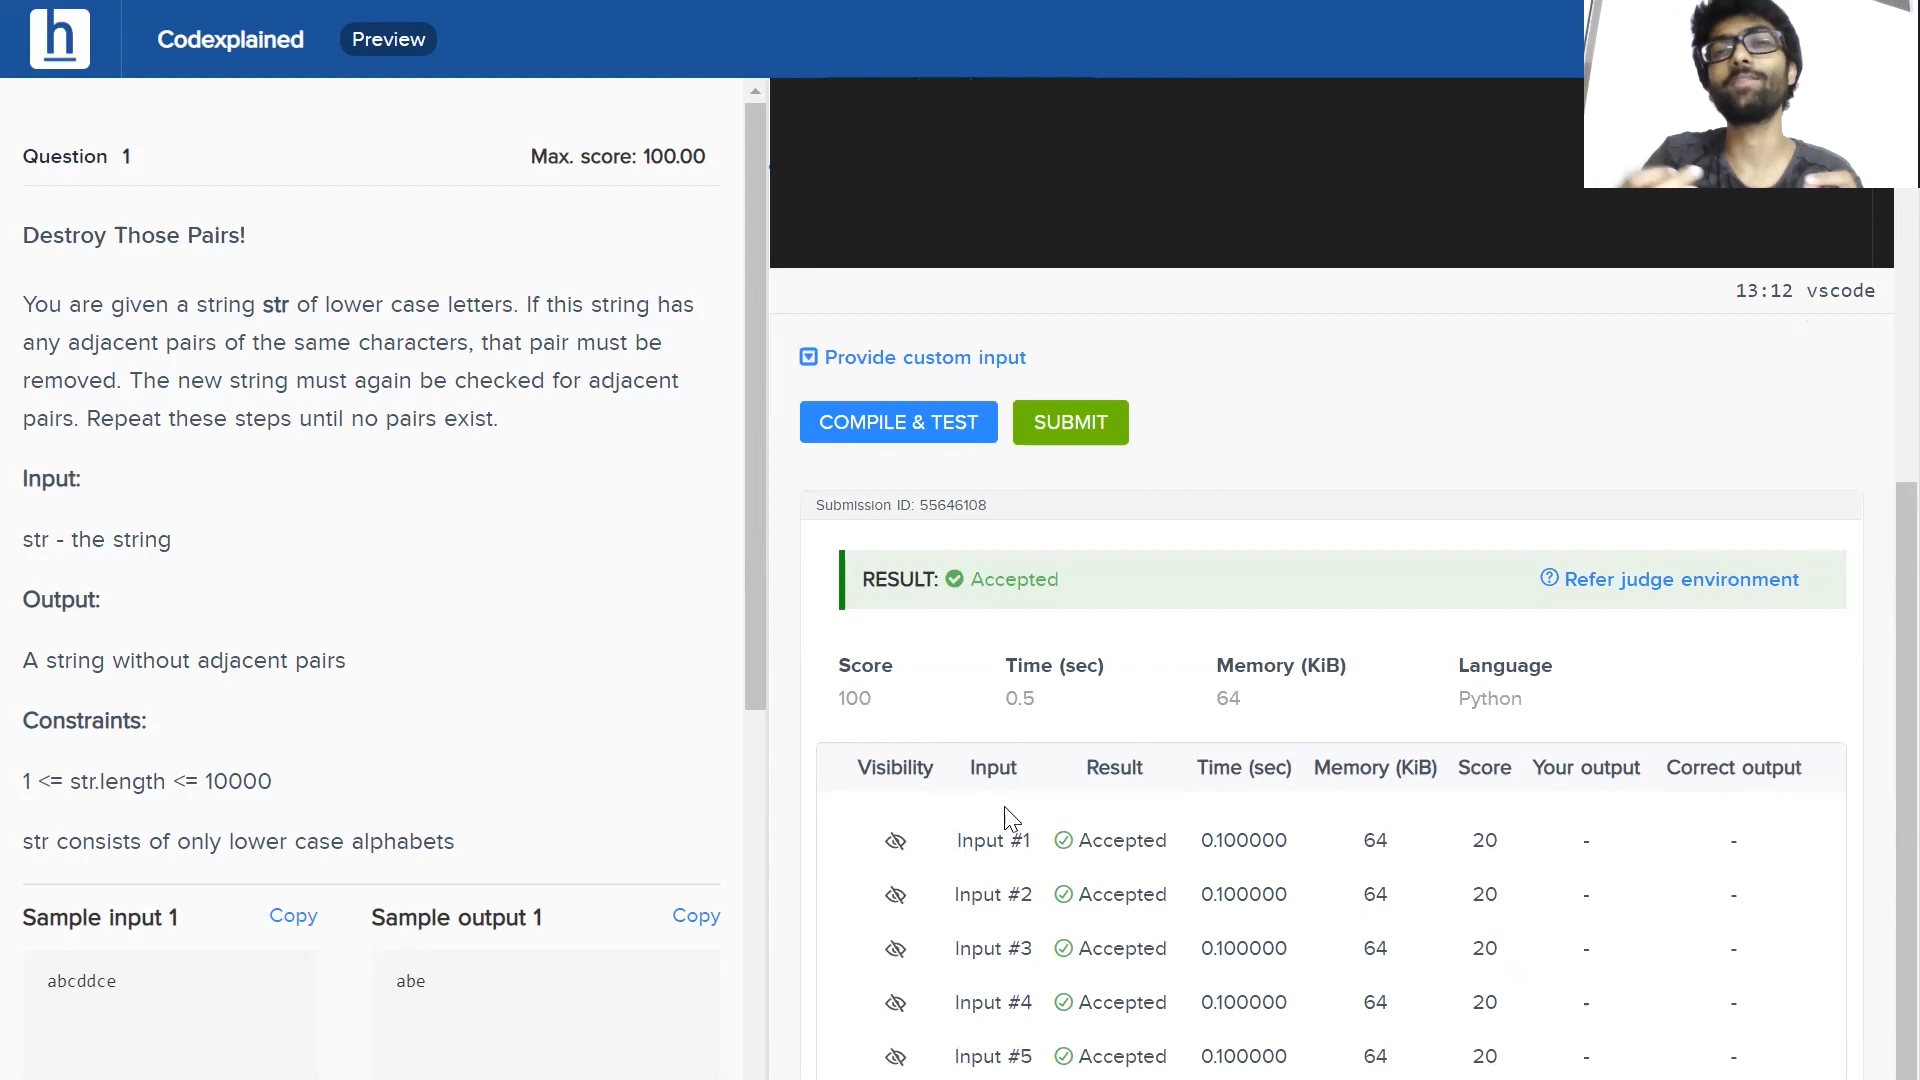 h
Codexplained
Preview
Question 1
Max. score: 100.00
Destroy Those Pairs!
You are given a string str of lower case letters. If this string has
any adjacent pairs of the same characters, that pair must be
removed. The new string must again be checked for adjacent
pairs. Repeat these steps until no pairs exist.
Input:
str - the string
Output:
A string without adjacent pairs
Constraints:
1 <= str.length <= 10000
str consists of only lower case alphabets
Sample input 1 Copy
Sample output 1 Copy
abcddce
abe
13:12 vscode
Provide custom input
COMPILE & TEST
SUBMIT
Submission ID: 55646108
RESULT: Accepted
Refer judge environment
Score Time (sec) Memory (KiB) Language
100 0.5 64 Python
Visibility Input Result Time (sec) Memory (KiB) Score Your output Correct output
Input #1 Accepted 0.100000 64 20 - -
Input #2 Accepted 0.100000 64 20 - -
Input #3 Accepted 0.100000 64 20 - -
Input #4 Accepted 0.100000 64 20 - -
Input #5 Accepted 0.100000 64 20 - -